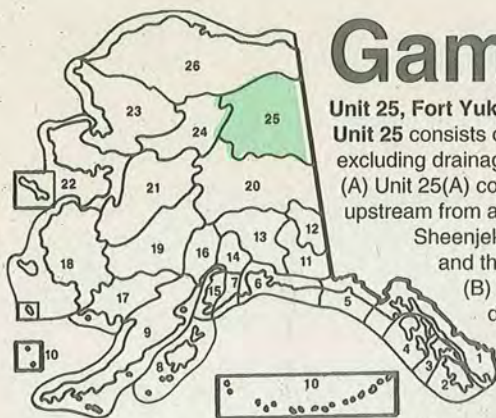 Gam
Unit 25, Fort Yuk
Unit 25 consists o
excluding drainag
(A) Unit 25(A) co
upstream from a
Sheenjek
and th
(B)
d
26
23
24
25
22
21
20
18
19
16
14
13
12
11
17
15
7
6
5
9
8
10
10
4
3
2
1